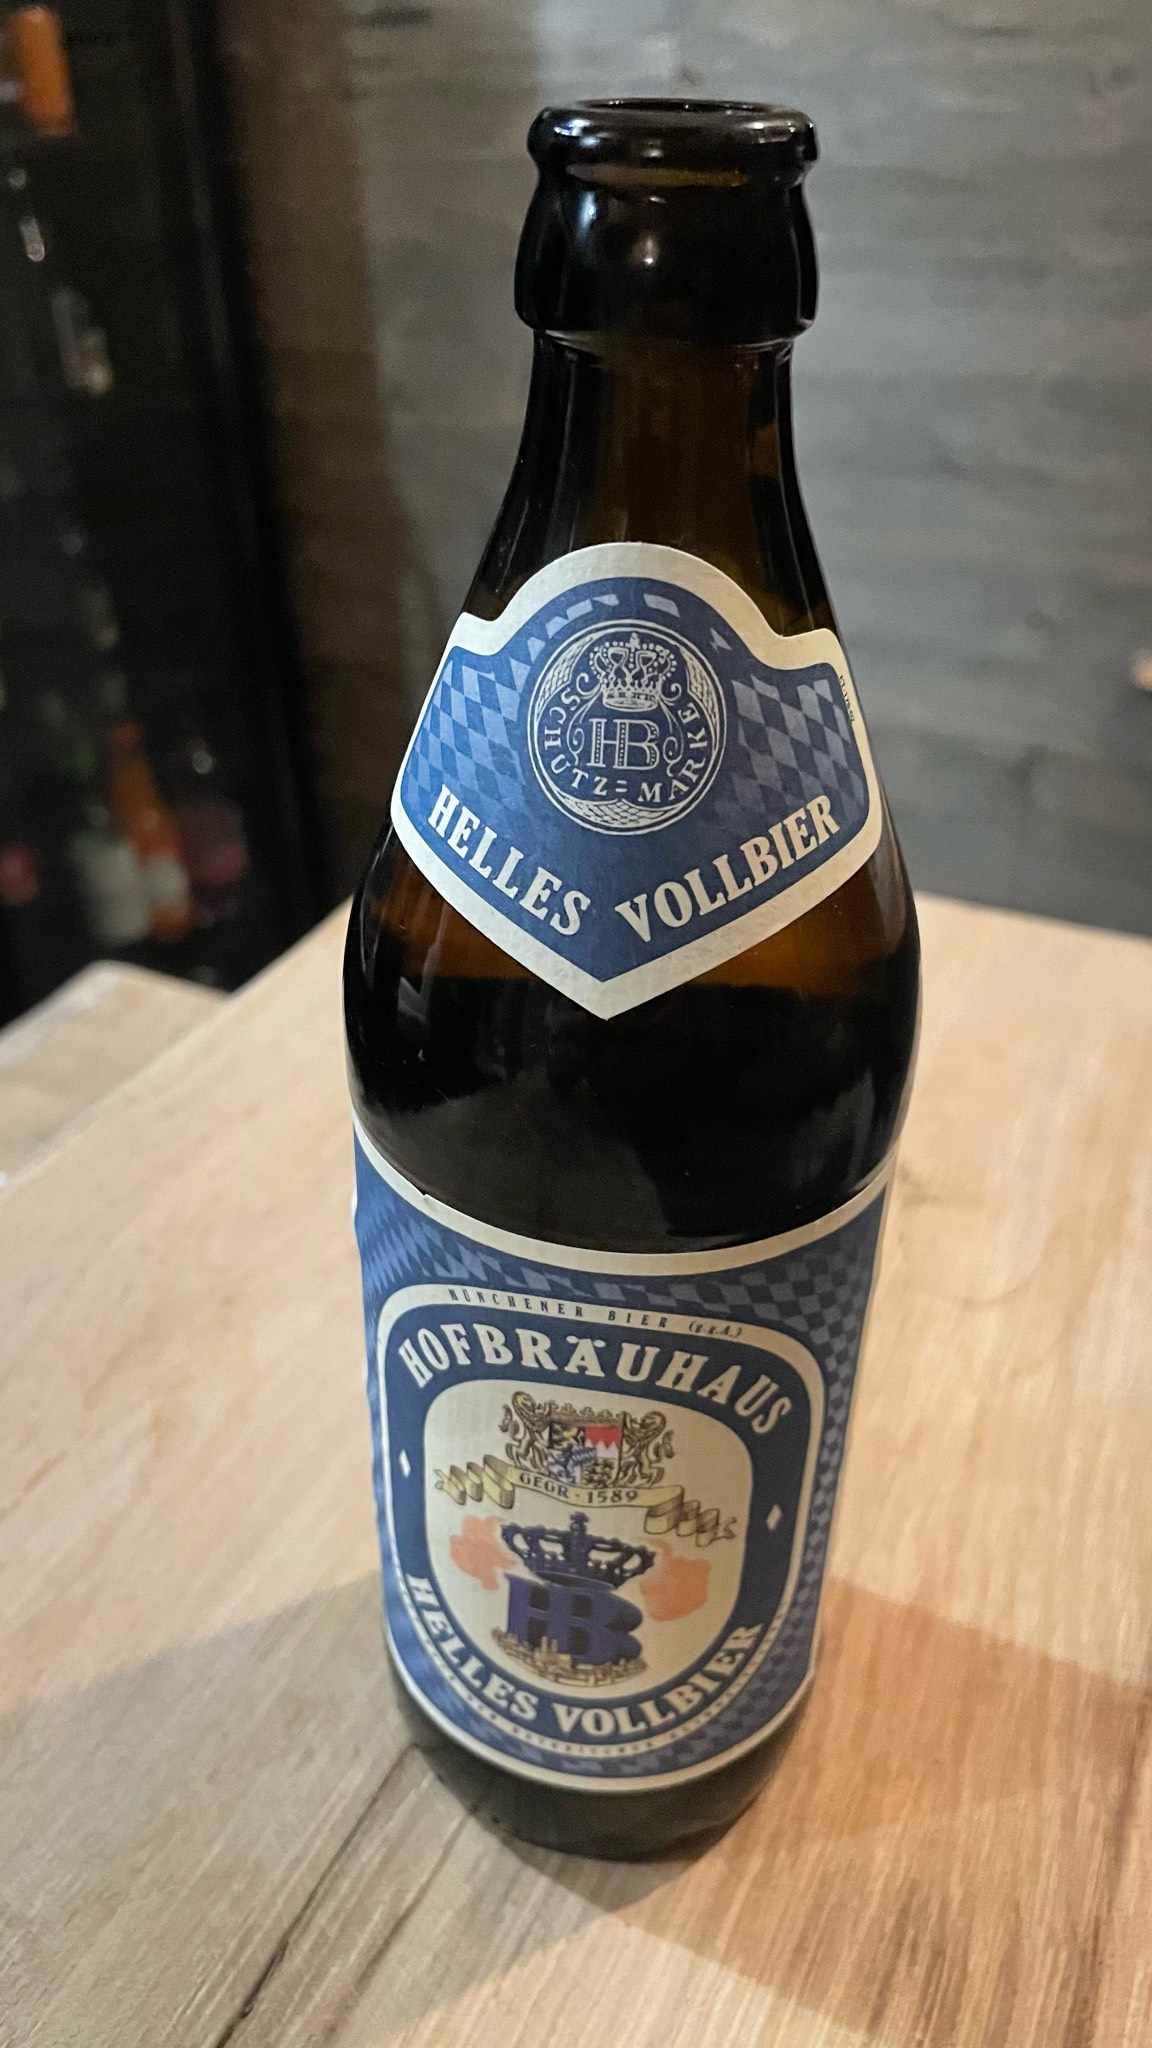 HB
SCHUTZ=MARKE
HELLES VOLLBIER
MÜNCHENER BIER (g.g.A.)
HOFBRÄUHAUS
GEGR·1589
HB
HELLES VOLLBIER